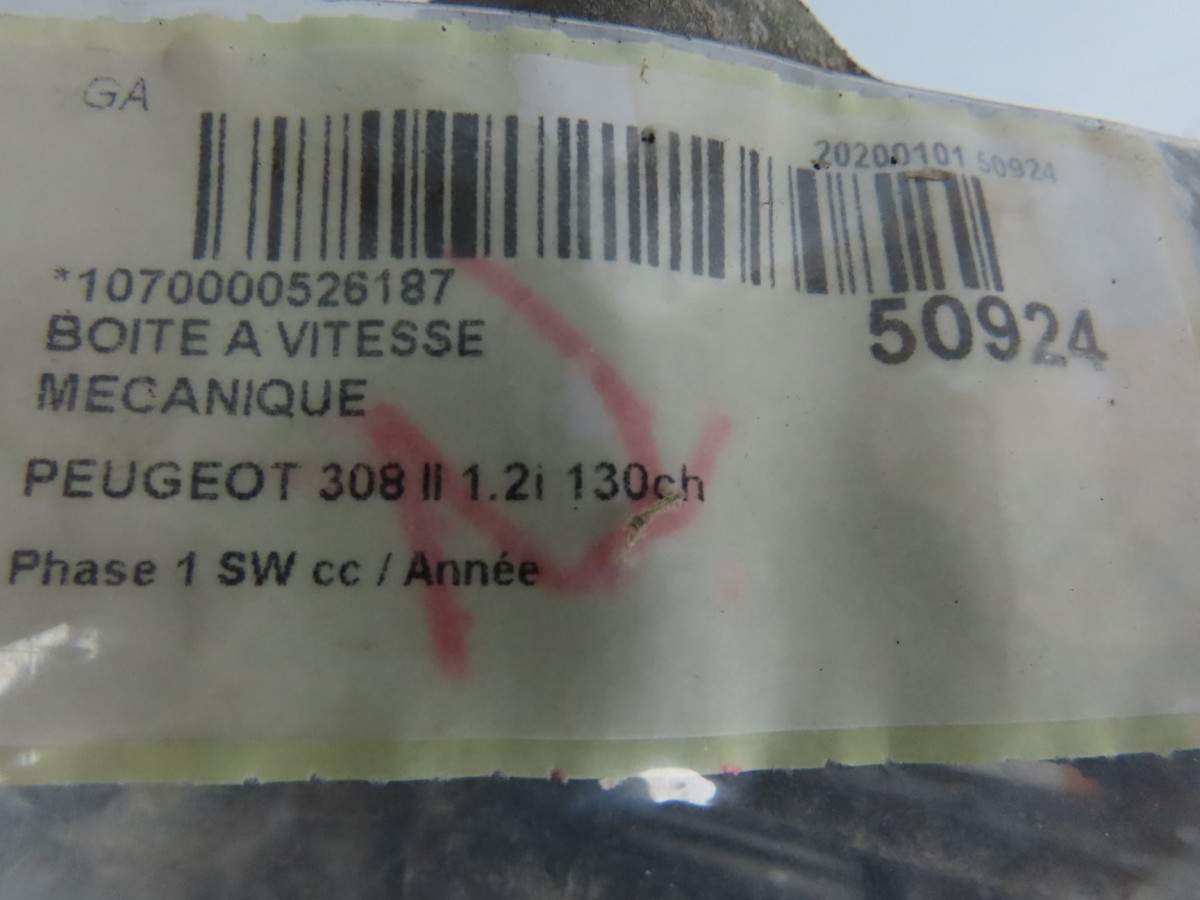 GA
20200101 50924
*1070000526187
50924
BOITE A VITESSE
MECANIQUE
PEUGEOT 308 II 1.2i 130ch
Phase 1 SW cc / Année